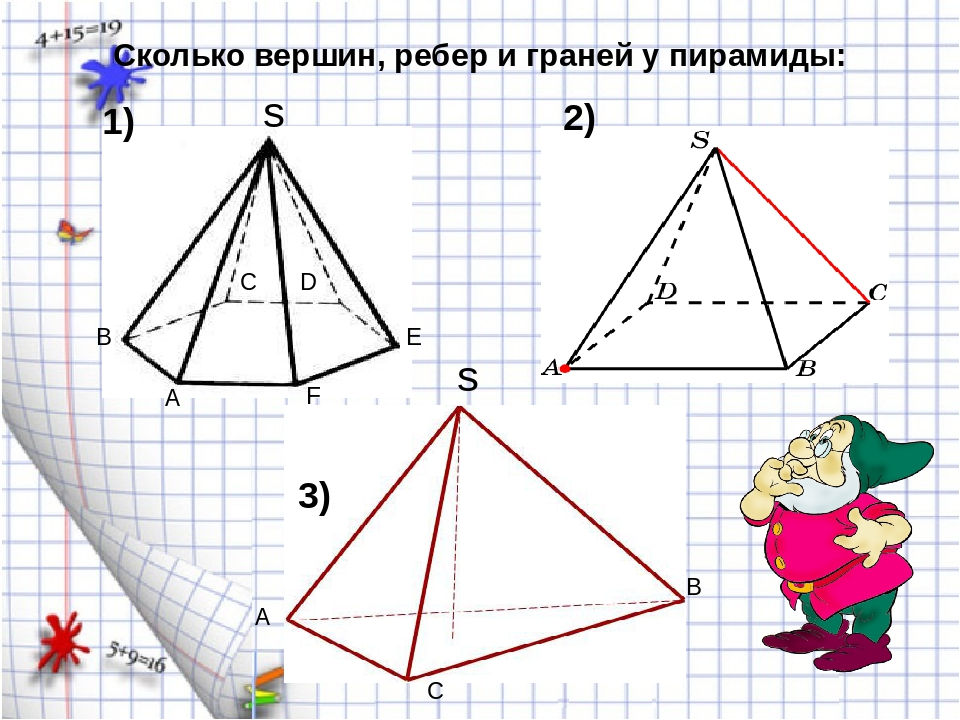 4+15=19
Сколько вершин, ребер и граней у пирамиды:
1)
S
C D
B E
A F
2)
S
D C
A B
3)
S
A B
C
5+9=16